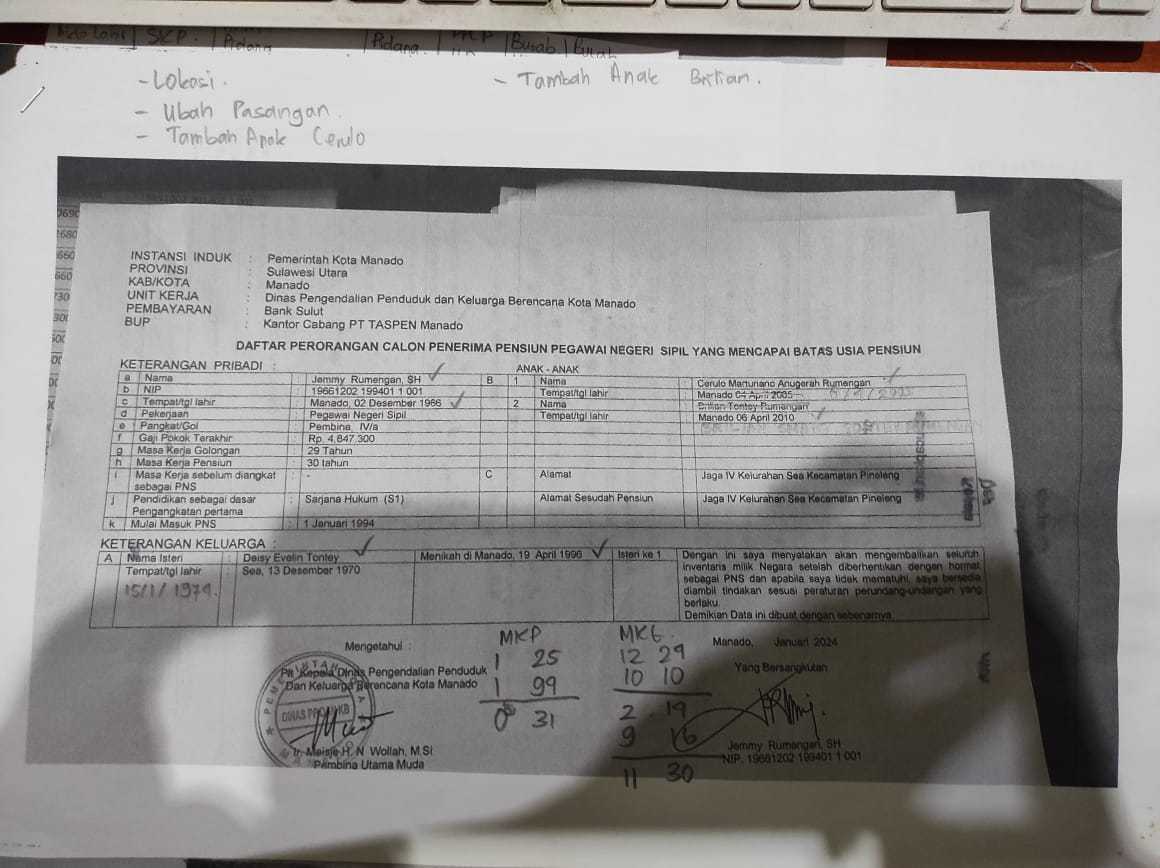 SKP.
Pidana
Pidana
- Lokasi.
- Tambah Anak Brilian.
- Ubah Pasangan.
- Tambah Anak Cerulo
INSTANSI INDUK : Pemerintah Kota Manado
PROVINSI : Sulawesi Utara
KAB/KOTA : Manado
UNIT KERJA : Dinas Pengendalian Penduduk dan Keluarga Berencana Kota Manado
PEMBAYARAN : Bank Sulut
BUP : Kantor Cabang PT TASPEN Manado
DAFTAR PERORANGAN CALON PENERIMA PENSIUN PEGAWAI NEGERI SIPIL YANG MENCAPAI BATAS USIA PENSIUN
KETERANGAN PRIBADI :
ANAK - ANAK
a Nama : Jemmy Rumengan, SH B 1 Nama : Cerulo Marturiano Anugerah Rumengan
b NIP : 19661202 199401 1 001 Tempat/tgl lahir : Manado 04 April 2005
c Tempat/tgl lahir : Manado, 02 Desember 1966 2 Nama : Brilian Tontey Rumengan
d Pekerjaan : Pegawai Negeri Sipil Tempat/tgl lahir : Manado 06 April 2010
e Pangkat/Gol : Pembina, IV/a
f Gaji Pokok Terakhir : Rp. 4,847.300
g Masa Kerja Golongan : 29 Tahun
h Masa Kerja Pensiun : 30 tahun
i Masa Kerja sebelum diangkat sebagai PNS : - C Alamat : Jaga IV Kelurahan Sea Kecamatan Pineleng
j Pendidikan sebagai dasar Pengangkatan pertama : Sarjana Hukum (S1) Alamat Sesudah Pensiun : Jaga IV Kelurahan Sea Kecamatan Pineleng
k Mulai Masuk PNS : 1 Januari 1994
KETERANGAN KELUARGA :
A Nama Isteri : Deisy Evelin Tontey Menikah di Manado, 19 April 1996 Isteri ke 1
Tempat/tgl lahir : Sea, 13 Desember 1970
15/1/1974.
Dengan ini saya menyatakan akan mengembalikan seluruh
inventaris milik Negara setelah diberhentikan dengan hormat
sebagai PNS dan apabila saya tidak mematuhi, saya bersedia
diambil tindakan sesuai peraturan perundang-undangan yang
berlaku.
Demikian Data ini dibuat dengan sebenarnya
Mengetahui :
Plt Kepala Dinas Pengendalian Penduduk
Dan Keluarga Berencana Kota Manado
Ir. Meisje H. N Wollah, M.Si
Pembina Utama Muda
MKP
1 25
1 99
0 31
MKG.
12 29
10 10
2 19
9 16
11 30
Manado, Januari 2024
Yang Bersangkutan
Jemmy Rumengan, SH
NIP. 19661202 199401 1 001